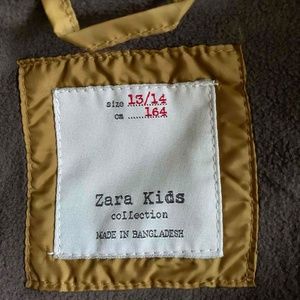 size 13/14
cm ......164
Zara Kids
collection
MADE IN BANGLADESH